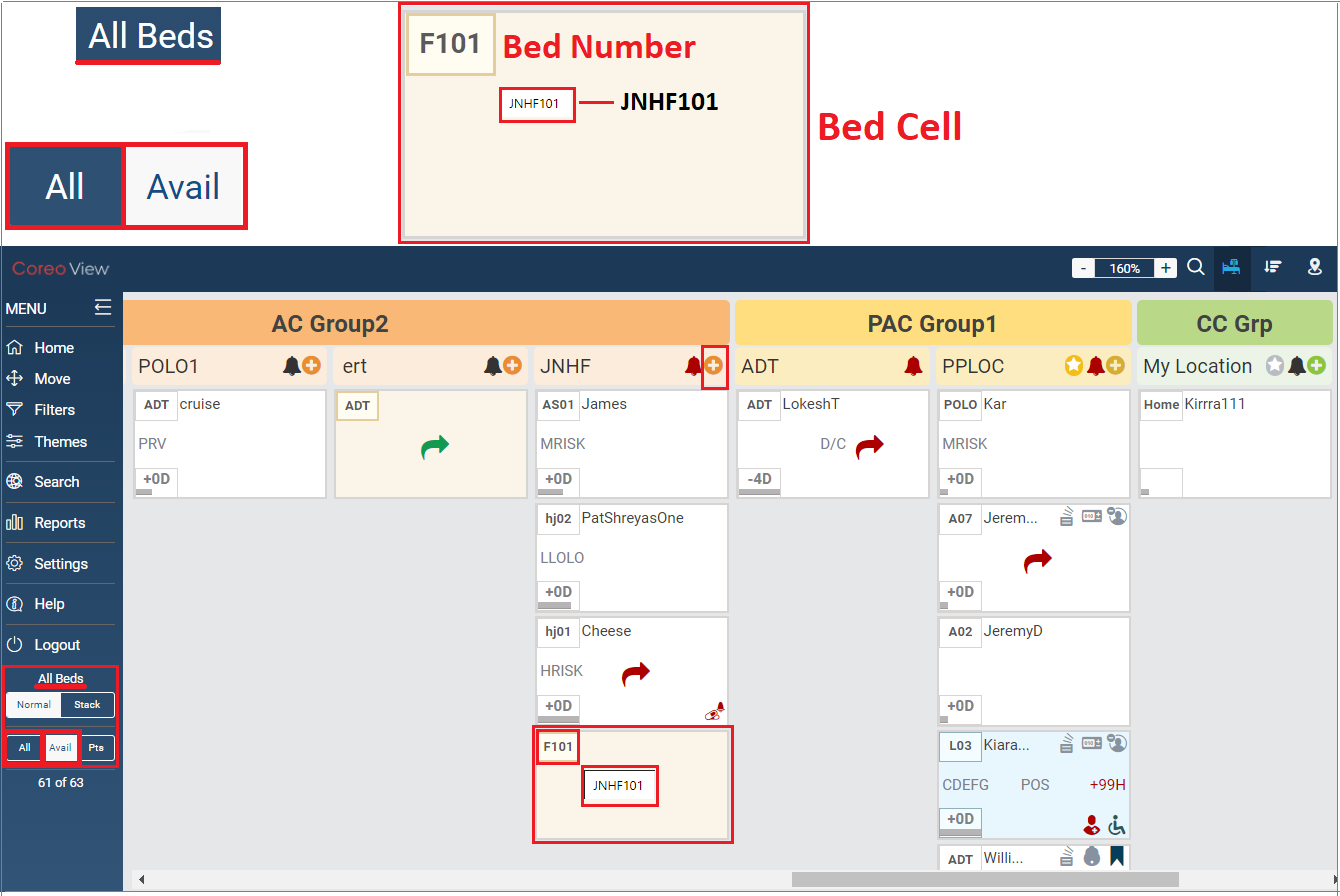 All Beds
F101
Bed Number
JNHF101
JNHF101
Bed Cell
All
Avail
Coreo View
- 160% +
MENU
Home
Move
Filters
Themes
Search
Reports
Settings
Help
Logout
All Beds
Normal Stack
All Avail Pts
61 of 63
AC Group2
PAC Group1
CC Grp
POLO1
ert
JNHF
ADT
PPLOC
My Location
ADT cruise
PRV
+0D
ADT
AS01 James
MRISK
+0D
hj02 PatShreyasOne
LLOLO
+0D
hj01 Cheese
HRISK
+0D
F101
JNHF101
ADT LokeshT
D/C
-4D
POLO Kar
MRISK
+0D
A07 Jerem...
+0D
A02 JeremyD
+0D
L03 Kiara...
CDEFG POS +99H
+0D
ADT Willi...
Home Kirrra111